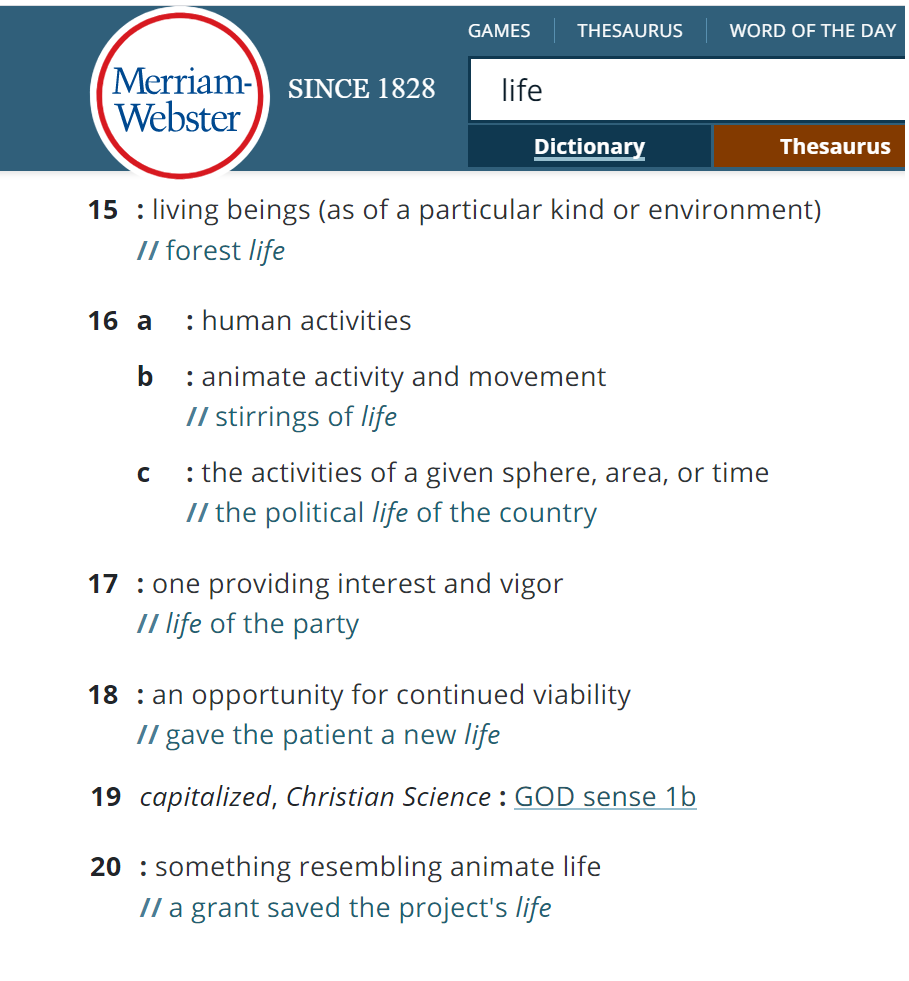 GAMES THESAURUS WORD OF THE DAY
Merriam-
Webster
SINCE 1828
life
Dictionary Thesaurus
15 : living beings (as of a particular kind or environment)
// forest life
16 a : human activities
b : animate activity and movement
// stirrings of life
c : the activities of a given sphere, area, or time
// the political life of the country
17 : one providing interest and vigor
// life of the party
18 : an opportunity for continued viability
// gave the patient a new life
19 capitalized, Christian Science : GOD sense 1b
20 : something resembling animate life
// a grant saved the project's life